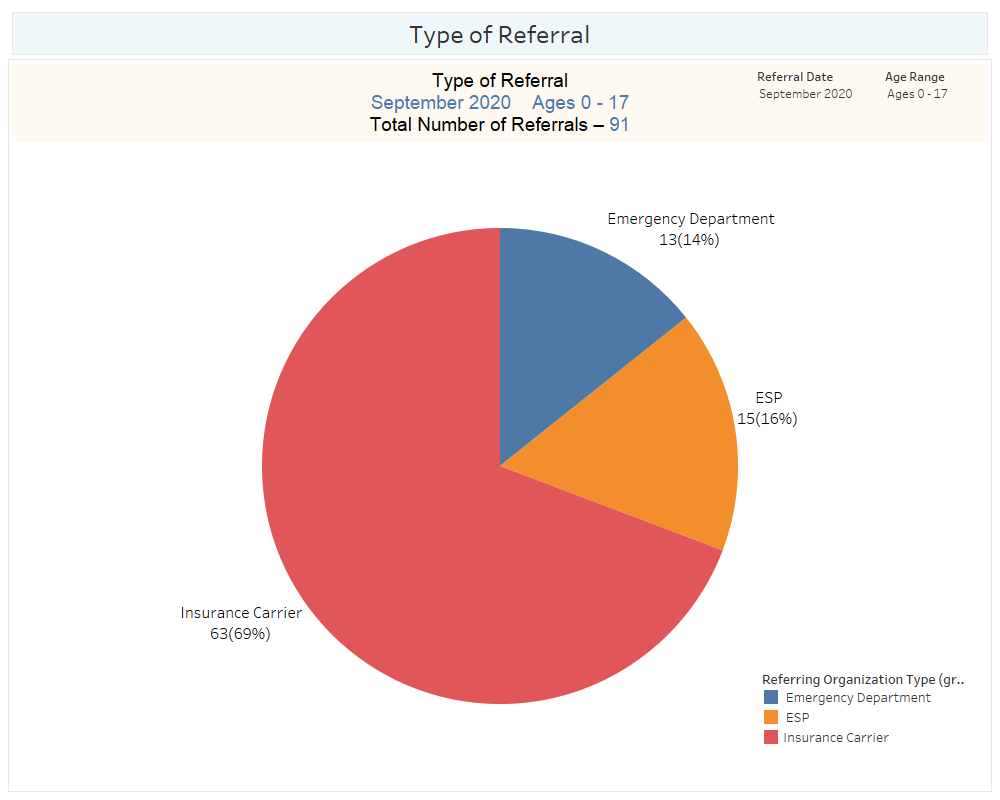 Type of Referral
Type of Referral
September 2020 Ages 0 - 17
Total Number of Referrals – 91
Referral Date
September 2020
Age Range
Ages 0 - 17
Emergency Department
13(14%)
ESP
15(16%)
Insurance Carrier
63(69%)
Referring Organization Type (gr..
Emergency Department
ESP
Insurance Carrier